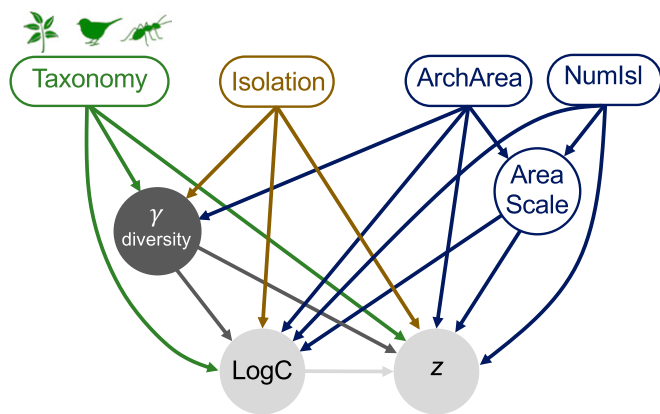 Taxonomy
Isolation
ArchArea
NumIsl
Area
Scale
γ
diversity
LogC
z